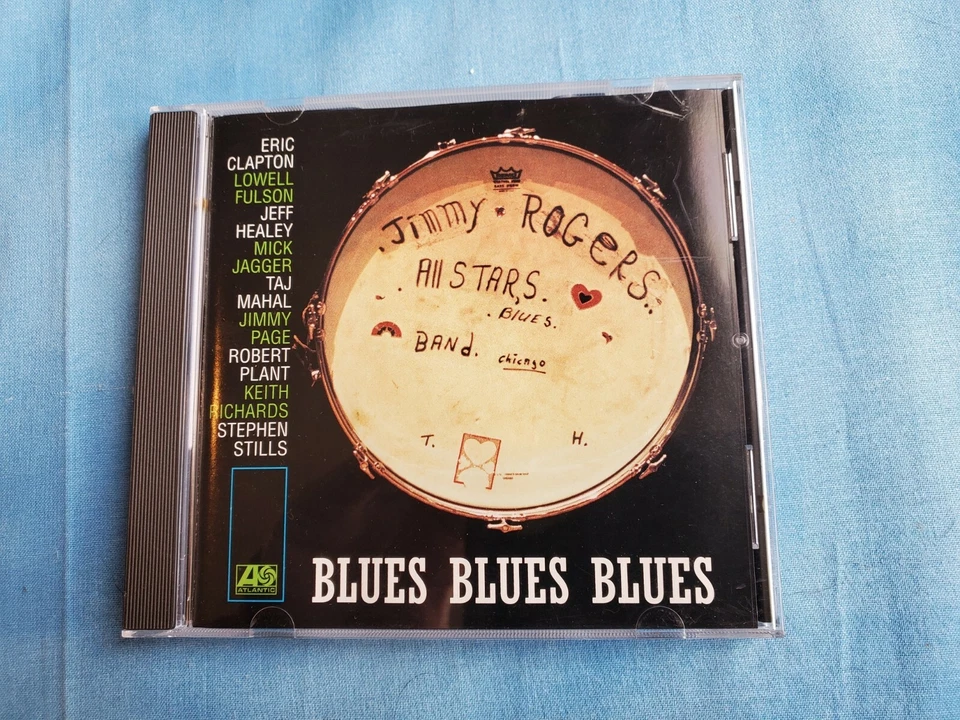 ERIC
CLAPTON
LOWELL
FULSON
JEFF
HEALEY
MICK
JAGGER
TAJ
MAHAL
JIMMY
PAGE
ROBERT
PLANT
KEITH
RICHARDS
STEPHEN
STILLS
Jimmy ROGeRS
All STARS.
BLUES.
BANd. chicago
T. H.
ATLANTIC
BLUES BLUES BLUES